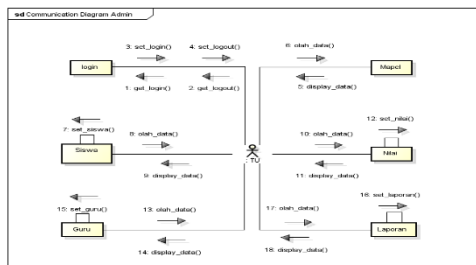 sd Communication Diagram Admin
3: set_login()
4: set_logout()
6: olah_data()
login
Mapel
1: get_login()
2: get_logout()
5: display_data()
7: set_siswa()
8: olah_data()
10: olah_data()
12: set_nilai()
Siswa
: TU
Nilai
9: display_data()
11: display_data()
15: set_guru()
13: olah_data()
17: olah_data()
16: set_laporan()
Guru
Laporan
14: display_data()
18: display_data()